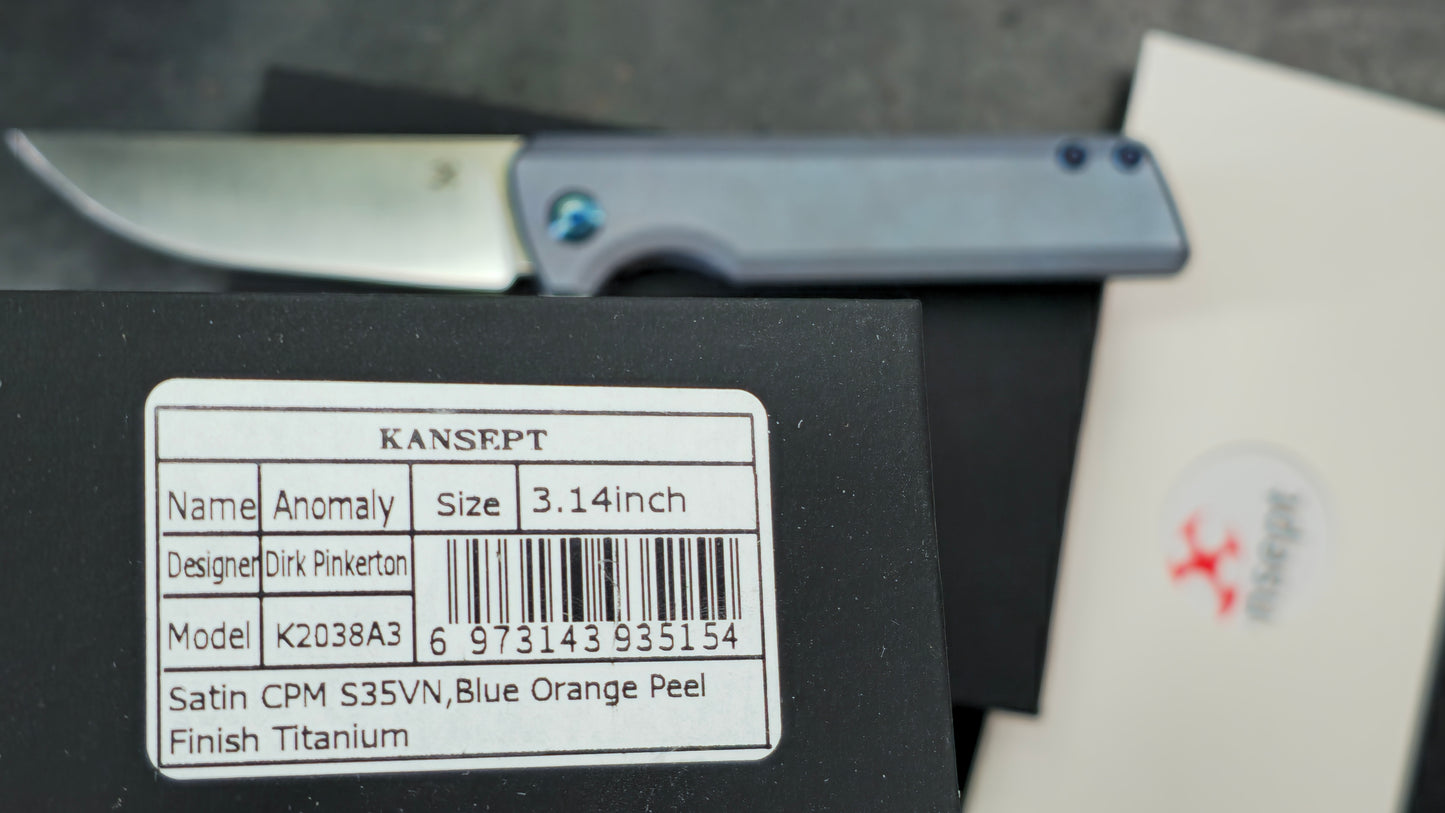 KANSEPT
Name Anomaly Size 3.14inch
Designer Dirk Pinkerton
Model K2038A3
6 973143 935154
Satin CPM S35VN,Blue Orange Peel
Finish Titanium
Kansept